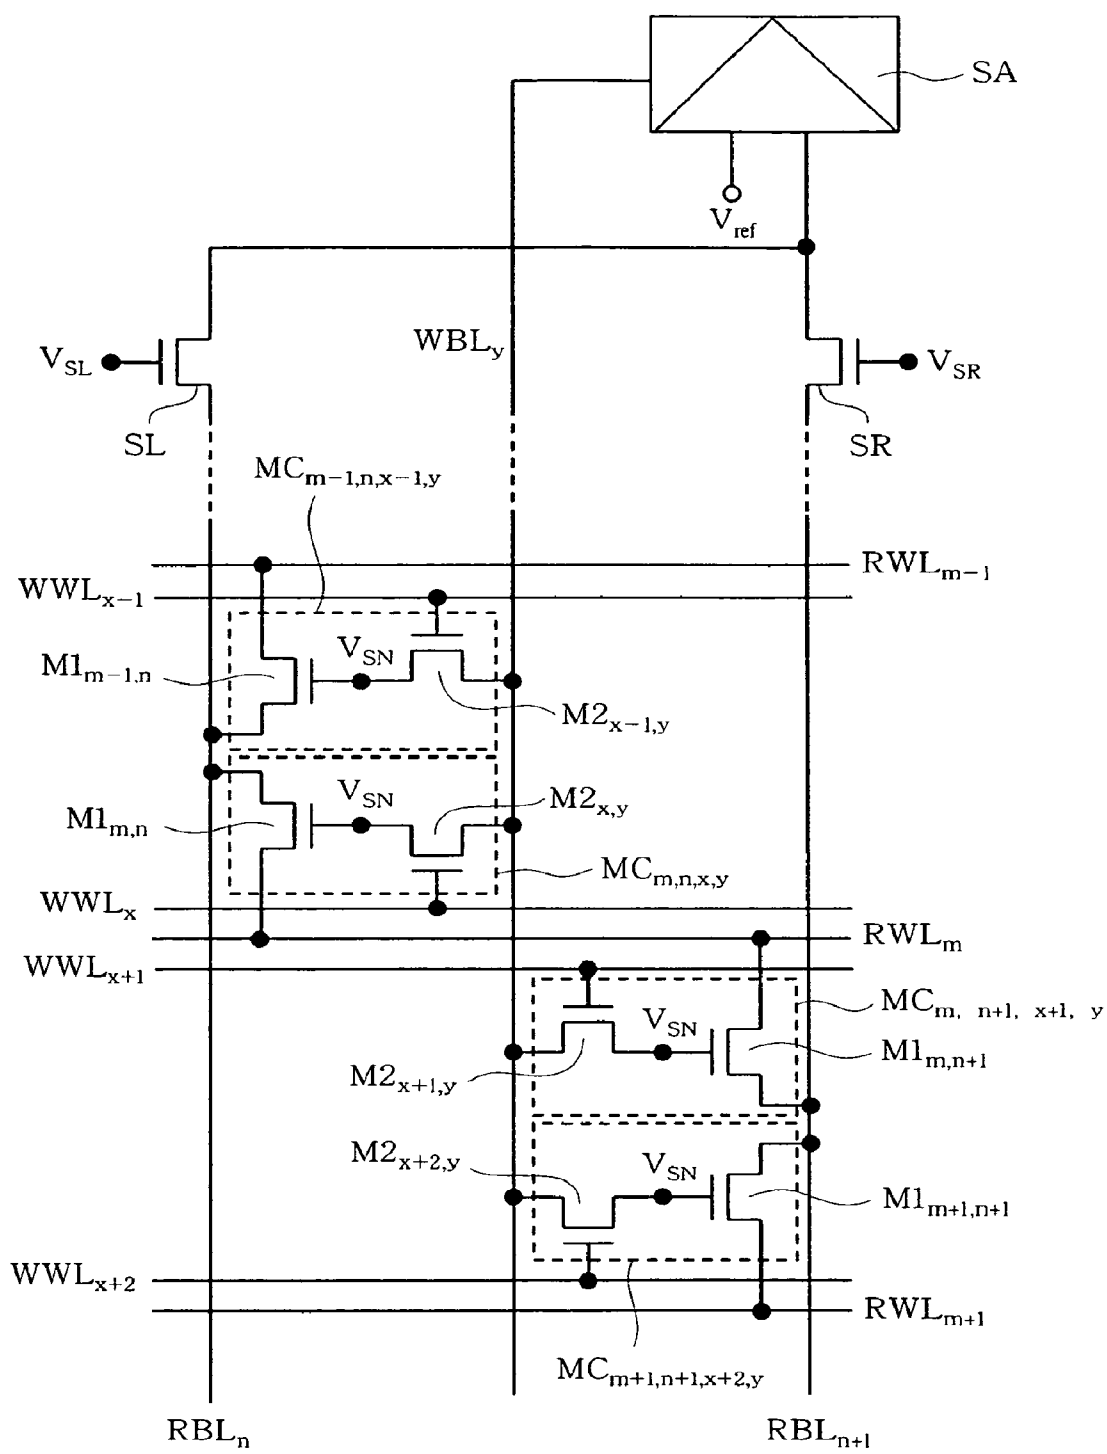 SA
V_ref
WBL_y
V_SL
V_SR
SL
SR
MC_m−1,n,x−1,y
RWL_m−1
WWL_x−1
V_SN
M1_m−1,n
M2_x−1,y
V_SN
M2_x,y
M1_m,n
MC_m,n,x,y
WWL_x
RWL_m
WWL_x+1
MC_m, n+1, x+1, y
V_SN
M1_m,n+1
M2_x+1,y
M2_x+2,y
V_SN
M1_m+1,n+1
WWL_x+2
RWL_m+1
MC_m+1,n+1,x+2,y
RBL_n
RBL_n+1